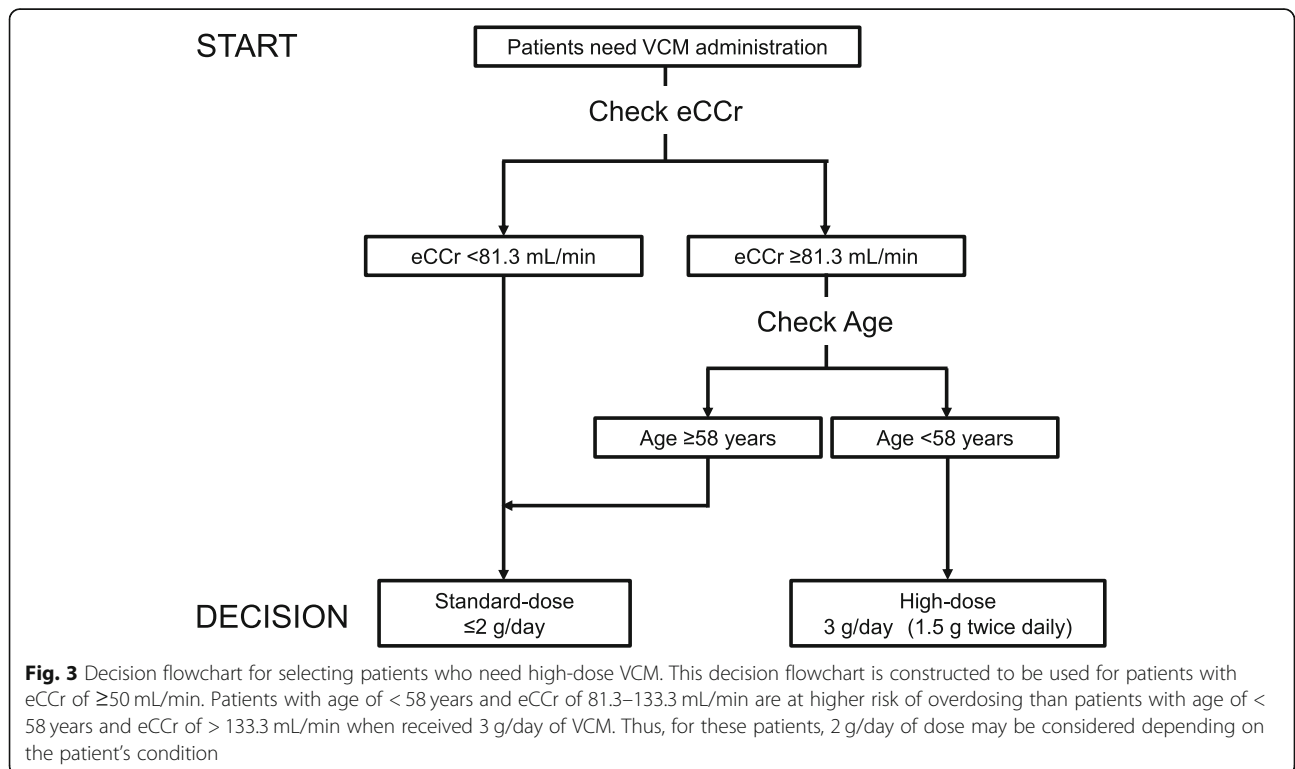 START
Patients need VCM administration
Check eCCr
eCCr <81.3 mL/min
eCCr ≥81.3 mL/min
Check Age
Age ≥58 years
Age <58 years
DECISION
Standard-dose
≤2 g/day
High-dose
3 g/day (1.5 g twice daily)
Fig. 3 Decision flowchart for selecting patients who need high-dose VCM. This decision flowchart is constructed to be used for patients with
eCCr of ≥50 mL/min. Patients with age of < 58 years and eCCr of 81.3–133.3 mL/min are at higher risk of overdosing than patients with age of <
58 years and eCCr of > 133.3 mL/min when received 3 g/day of VCM. Thus, for these patients, 2 g/day of dose may be considered depending on
the patient's condition